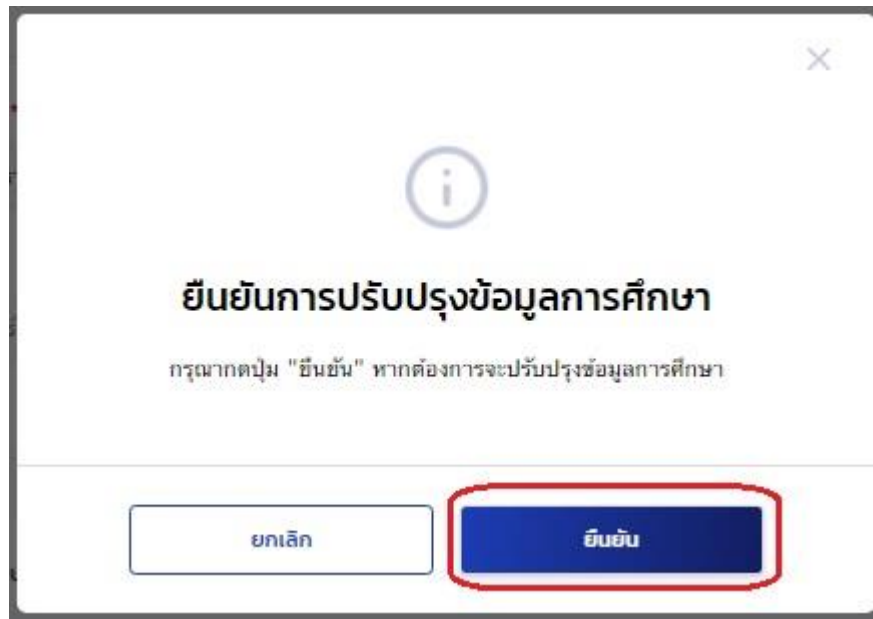 ยืนยันการปรับปรุงข้อมูลการศึกษา
กรุณากดปุ่ม "ยืนยัน" หากต้องการจะปรับปรุงข้อมูลการศึกษา
ยกเลิก
ยืนยัน